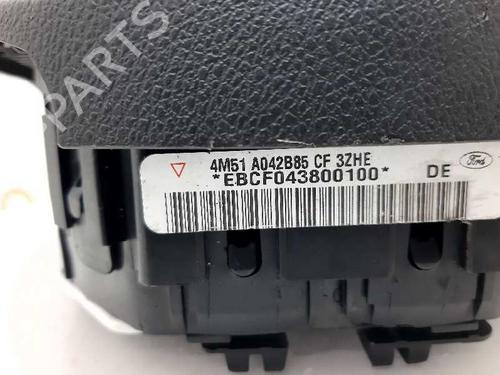 PARTS
4M51 A042B85 CF 3ZHE
*EBCF043800100* DE
Ford